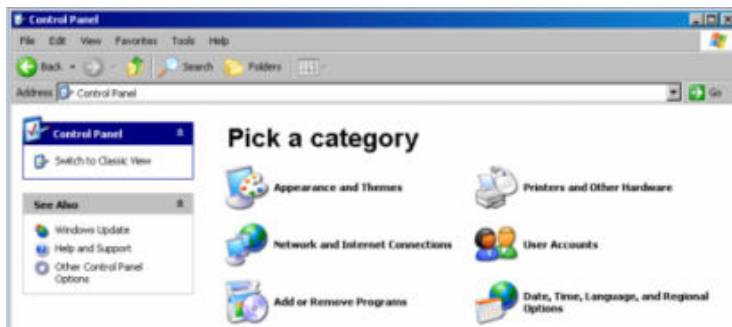 Control Panel
File Edit View Favorites Tools Help
Back Search Folders
Address Control Panel Go
Control Panel
Switch to Classic View
See Also
Windows Update
Help and Support
Other Control Panel
Options
Pick a category
Appearance and Themes
Printers and Other Hardware
Network and Internet Connections
User Accounts
Add or Remove Programs
Date, Time, Language, and Regional
Options